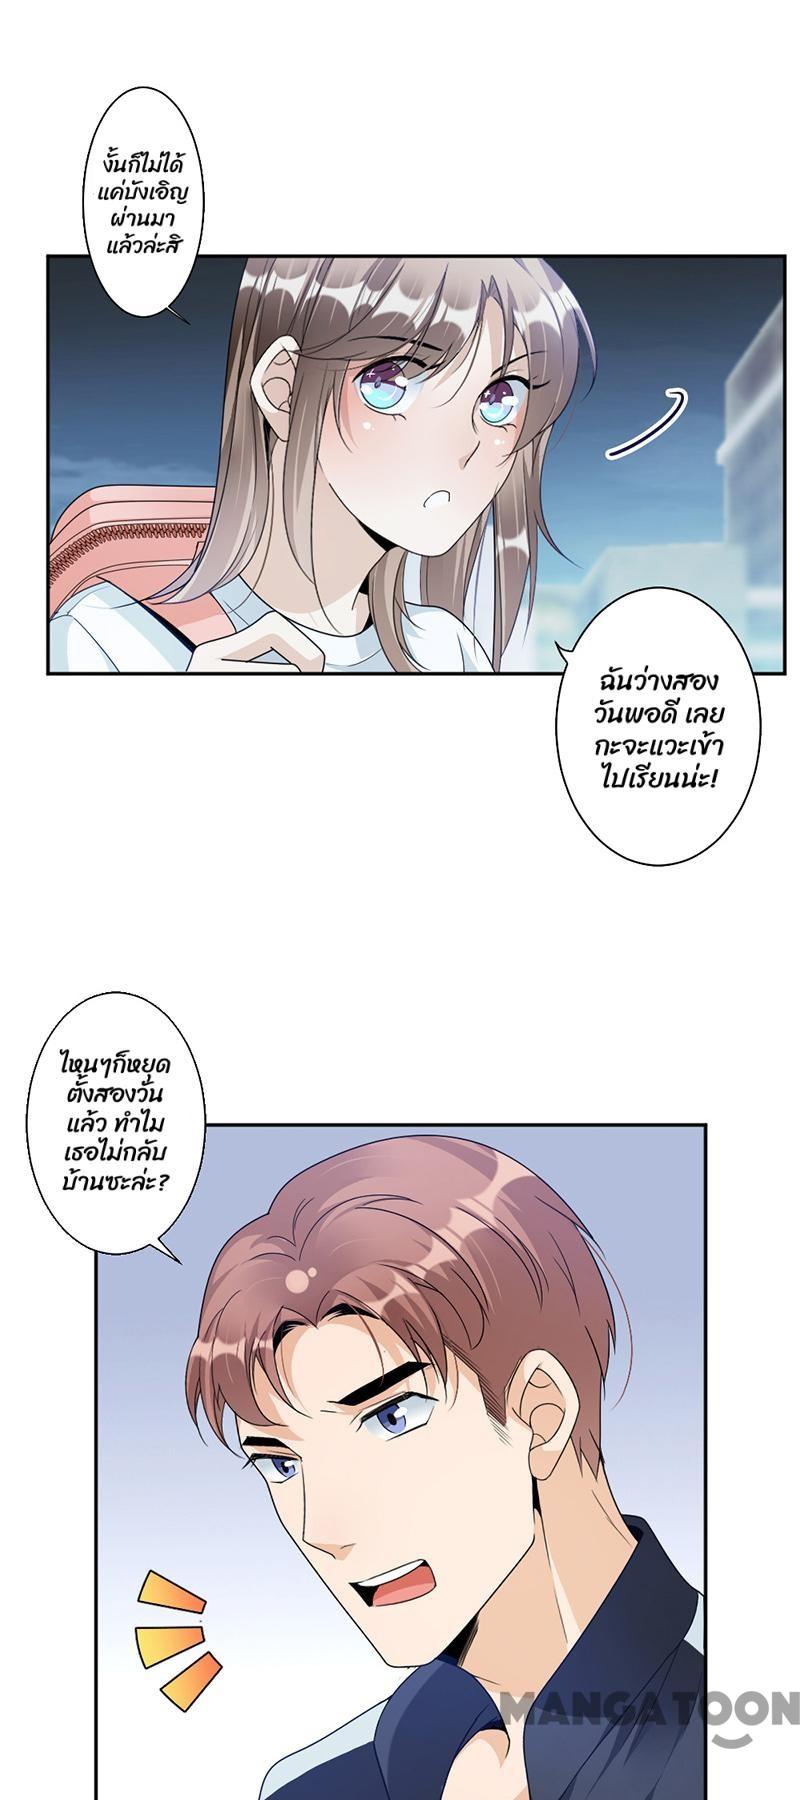 งั้นก็ไม่ได้
แค่บังเอิญ
ผ่านมา
แล้วล่ะสิ
ฉันว่างสอง
วันพอดี เลย
กะจะแวะเข้า
ไปเรียนน่ะ!
ไหนๆก็หยุด
ตั้งสองวัน
แล้ว ทำไม
เธอไม่กลับ
บ้านซะล่ะ?
MANGATOON